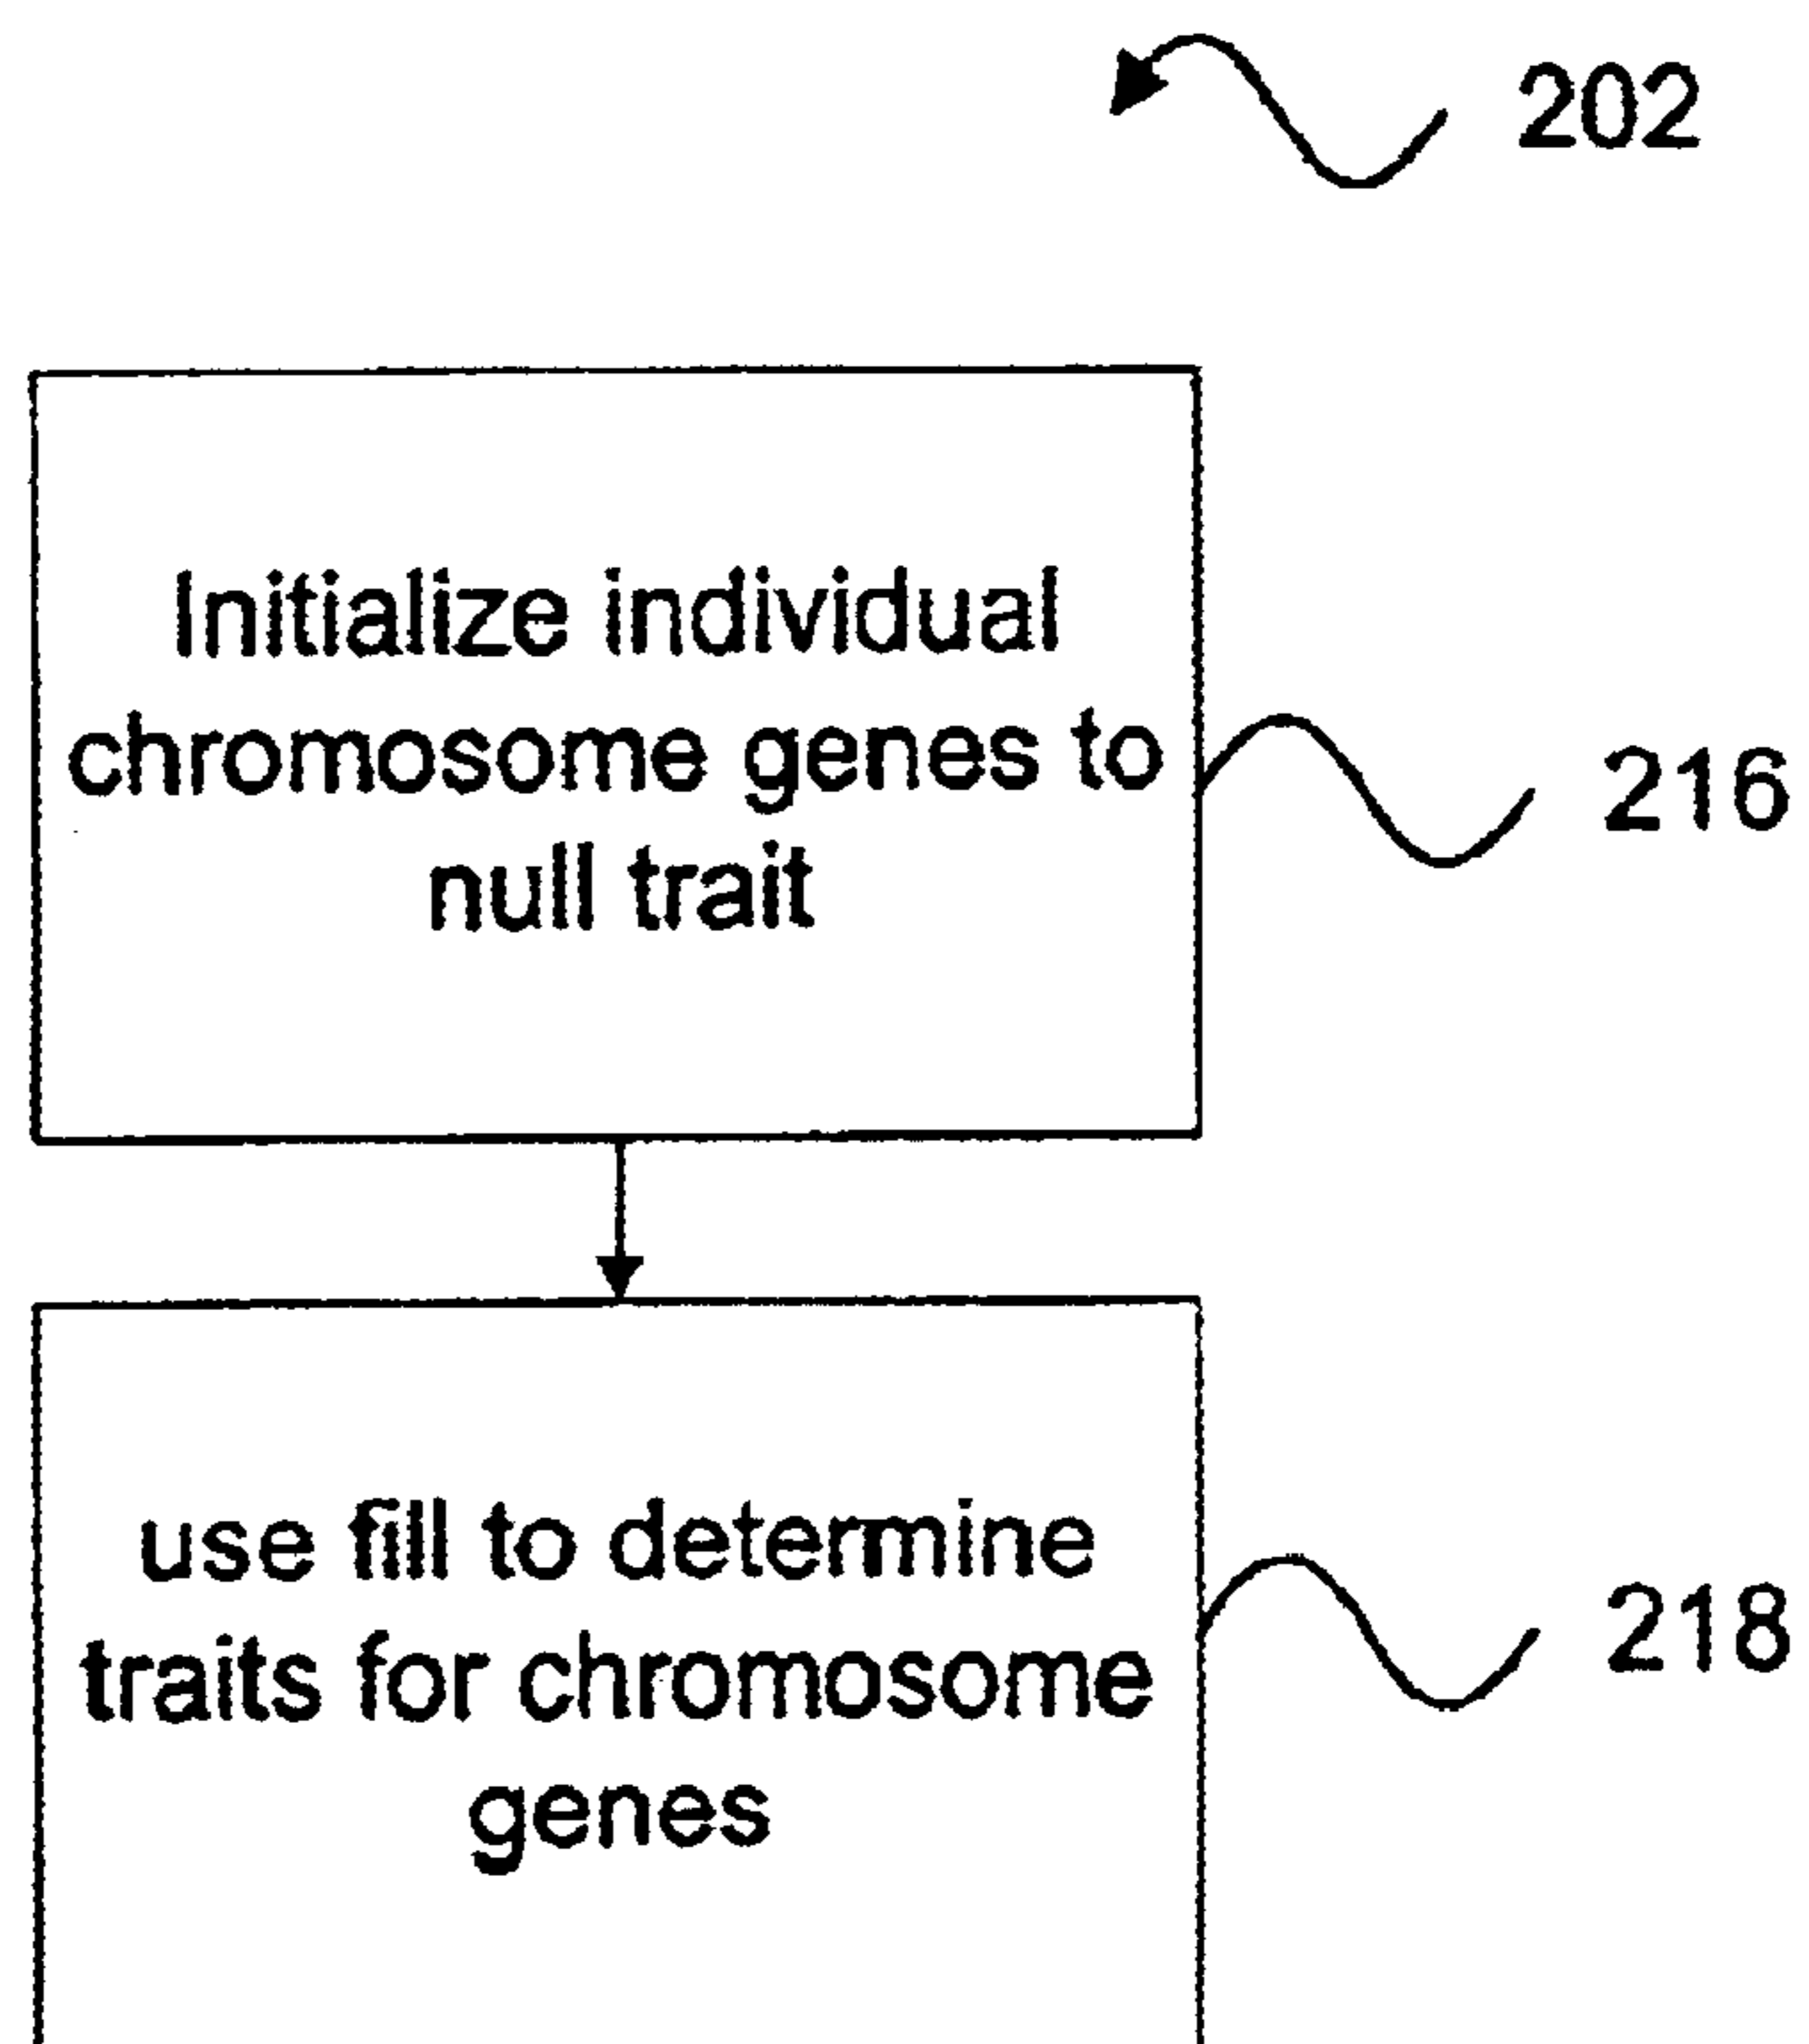 202
Initialize individual
chromosome genes to
null trait
216
use fill to determine
traits for chromosome
genes
218